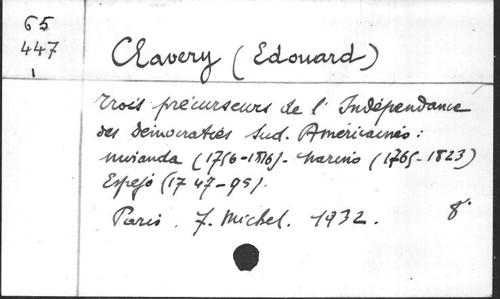 65
447
1
Clavery (Edouard)
Trois précurseurs de l'Indépendance
des démocraties Sud. Américaines :
Miranda (1756-1816)- Narino (1765-1823)
Espejo (1747-95).
Paris. F. Michel. 1932. 8°